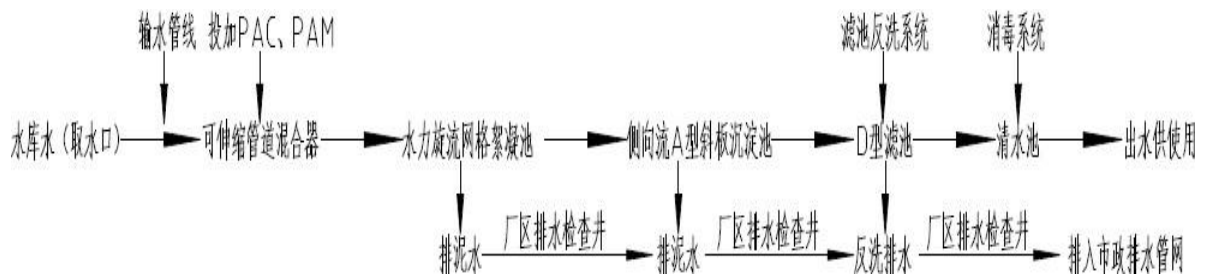 输水管线 投加PAC、PAM 滤池反洗系统 消毒系统
水库水（取水口） 可伸缩管道混合器 水力旋流网格絮凝池 侧向流A型斜板沉淀池 D型滤池 清水池 出水供使用
厂区排水检查井 厂区排水检查井 厂区排水检查井
排泥水 排泥水 反洗排水 排入市政排水管网